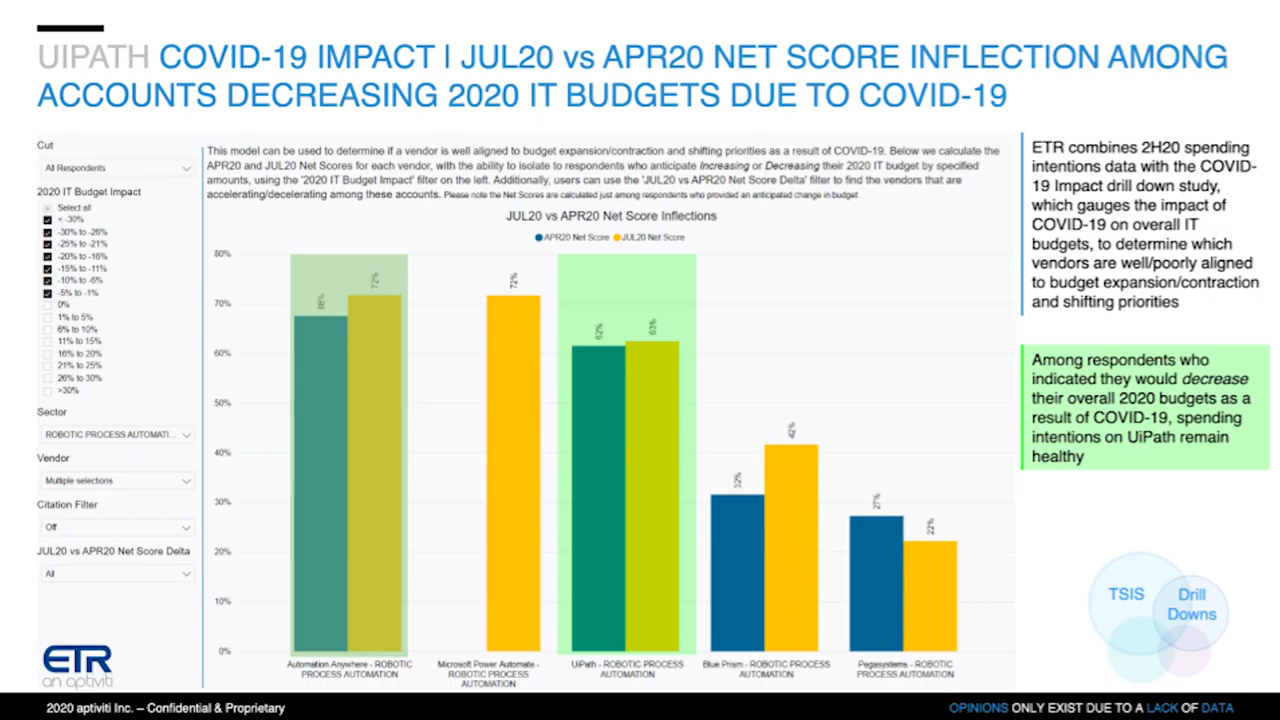 UIPATH COVID-19 IMPACT | JUL20 vs APR20 NET SCORE INFLECTION AMONG
ACCOUNTS DECREASING 2020 IT BUDGETS DUE TO COVID-19
Cut
All Respondents
2020 IT Budget Impact
Select all
< -30%
-30% to -26%
-25% to -21%
-20% to -16%
-15% to -11%
-10% to -6%
-5% to -1%
0%
1% to 5%
6% to 10%
11% to 15%
16% to 20%
21% to 25%
26% to 30%
>30%
Sector
ROBOTIC PROCESS AUTOMATI...
Vendor
Multiple selections
Citation Filter
Off
JUL20 vs APR20 Net Score Delta
All
ETR
an aptiviti
This model can be used to determine if a vendor is well aligned to budget expansion/contraction and shifting priorities as a result of COVID-19. Below we calculate the
APR20 and JUL20 Net Scores for each vendor, with the ability to isolate to respondents who anticipate Increasing or Decreasing their 2020 IT budget by specified
amounts, using the '2020 IT Budget Impact' filter on the left. Additionally, users can use the 'JUL20 vs APR20 Net Score Delta' filter to find the vendors that are
accelerating/decelerating among these accounts. Please note the Net Scores are calculated just among respondents who provided an anticipated change in budget
JUL20 vs APR20 Net Score Inflections
APR20 Net Score JUL20 Net Score
80%
70%
60%
50%
40%
30%
20%
10%
0%
68%
72%
72%
62%
63%
32%
42%
27%
22%
Automation Anywhere - ROBOTIC
PROCESS AUTOMATION
Microsoft Power Automate -
ROBOTIC PROCESS
AUTOMATION
UiPath - ROBOTIC PROCESS
AUTOMATION
Blue Prism - ROBOTIC PROCESS
AUTOMATION
Pegasystems - ROBOTIC
PROCESS AUTOMATION
ETR combines 2H20 spending
intentions data with the COVID-
19 Impact drill down study,
which gauges the impact of
COVID-19 on overall IT
budgets, to determine which
vendors are well/poorly aligned
to budget expansion/contraction
and shifting priorities
Among respondents who
indicated they would decrease
their overall 2020 budgets as a
result of COVID-19, spending
intentions on UiPath remain
healthy
TSIS
Drill
Downs
2020 aptiviti Inc. – Confidential & Proprietary
OPINIONS ONLY EXIST DUE TO A LACK OF DATA